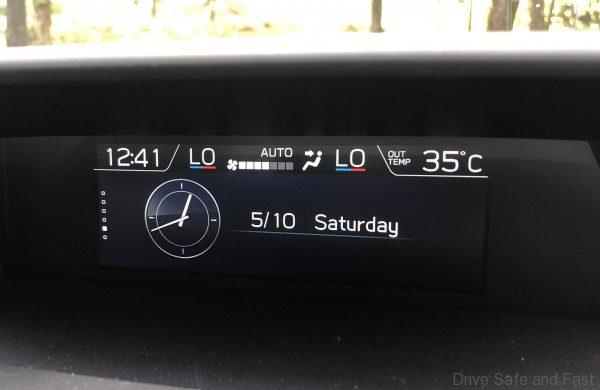 12:41 LO AUTO LO OUT TEMP 35°C
5/10 Saturday
Drive Safe and Fast